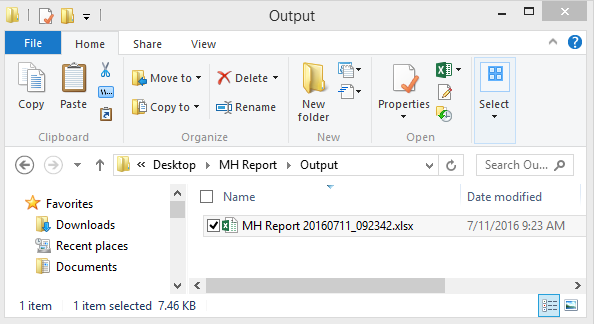 Output
File Home Share View
Copy Paste Move to Copy to Delete Rename New folder Properties Select
Clipboard Organize New Open
« Desktop MH Report Output Search Ou...
Name Date modified
Favorites
Downloads
Recent places
Documents
MH Report 20160711_092342.xlsx 7/11/2016 9:23 AM
1 item 1 item selected 7.46 KB